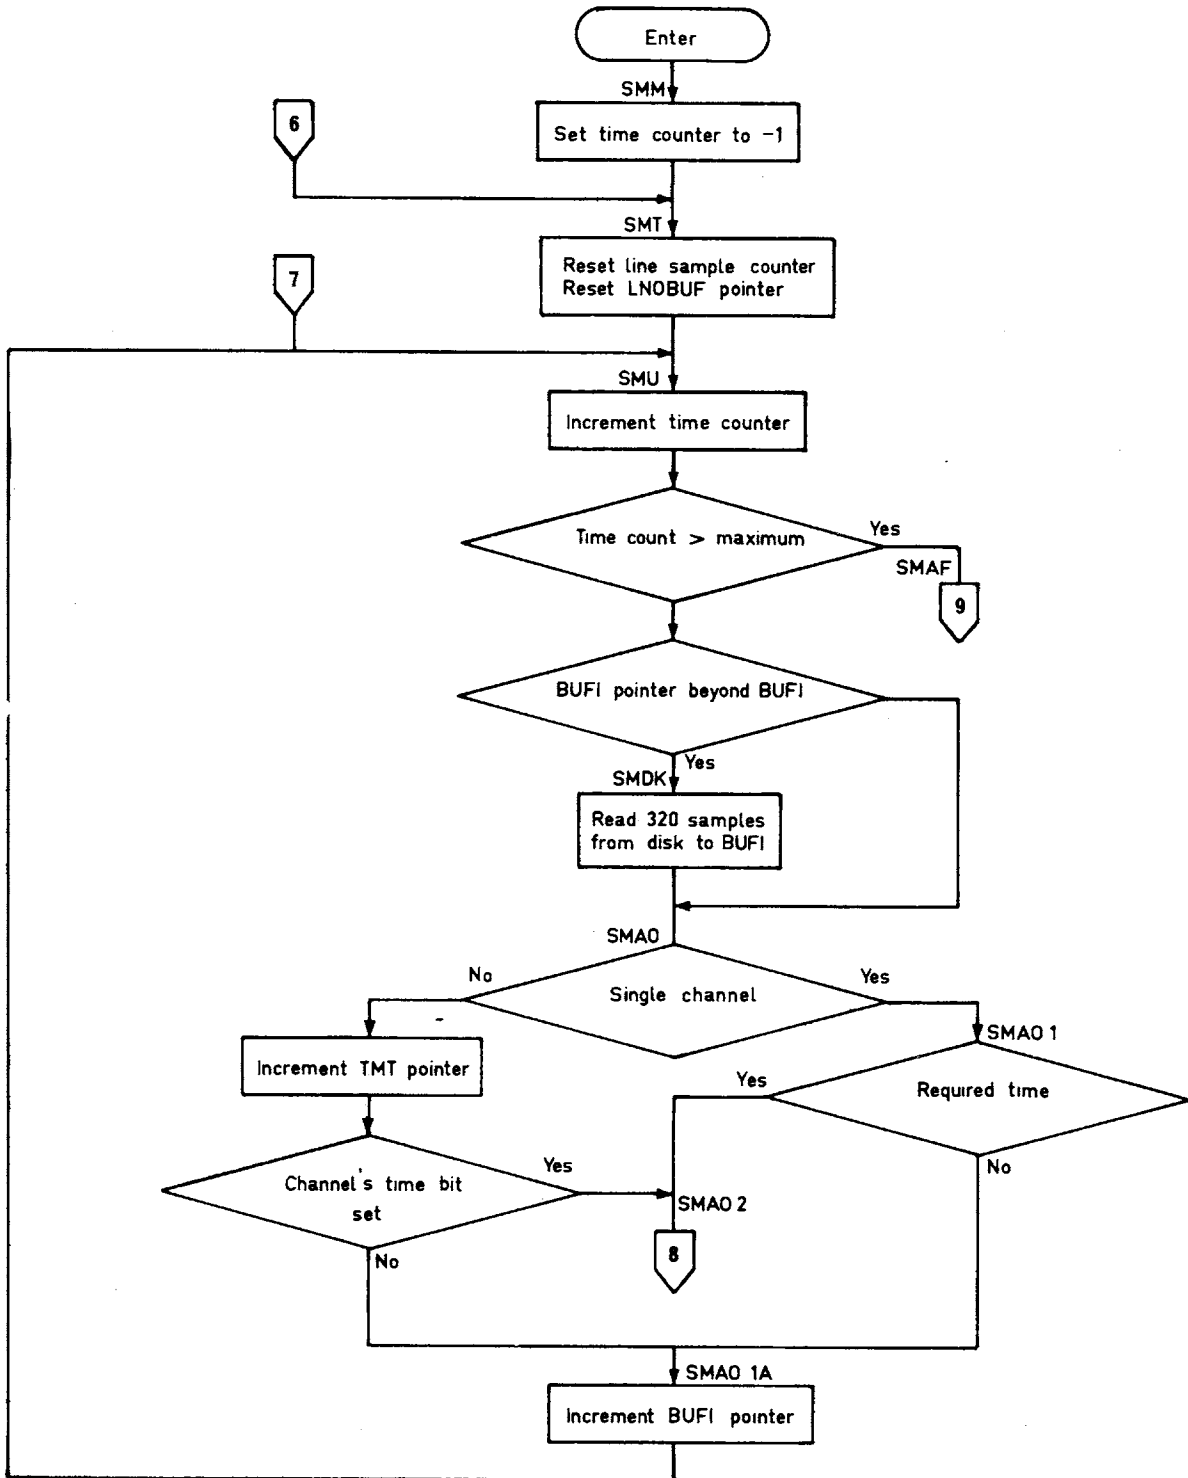 Enter
SMM
6
Set time counter to -1
SMT
Reset line sample counter
Reset LNOBUF pointer
7
SMU
Increment time counter
Time count > maximum
Yes
SMAF
9
BUFI pointer beyond BUFI
Yes
SMDK
Read 320 samples
from disk to BUFI
SMAO
No
Single channel
Yes
SMAO 1
Increment TMT pointer
Yes
Required time
No
Channel's time bit
set
Yes
SMAO 2
8
No
SMAO 1A
Increment BUFI pointer